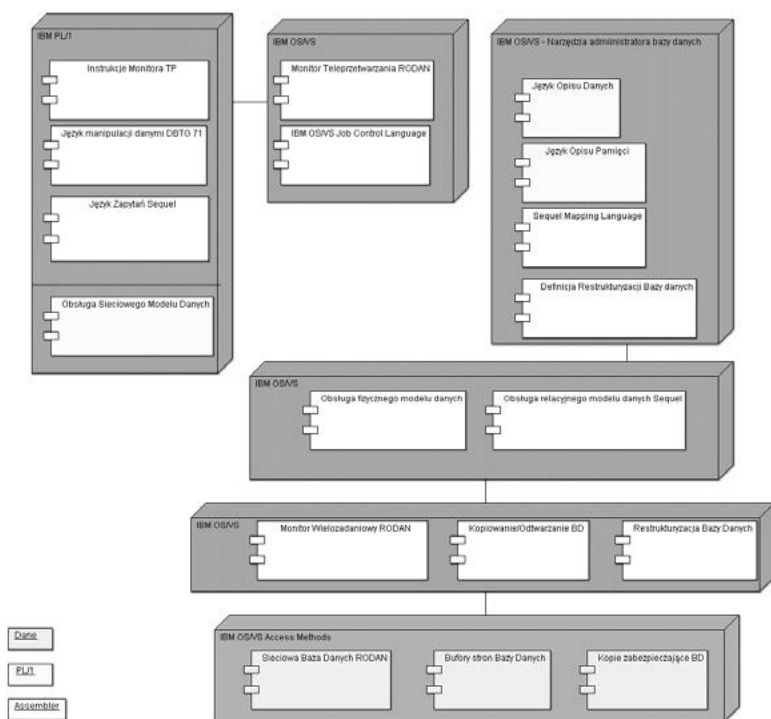 IBM PL/1
Instrukcje Monitora TP
Język manipulacji danymi DBTG 71
Język Zapytań Sequel
Obsługa Sieciowego Modelu Danych
IBM OS/VS
Monitor Teleprzetwarzania RODAN
IBM OS/VS Job Control Language
IBM OS/VS - Narzędzia administratora bazy danych
Język Opisu Danych
Język Opisu Pamięci
Sequel Mapping Language
Definicja Restrukturyzacji Bazy danych
IBM OS/VS
Obsługa fizycznego modelu danych
Obsługa relacyjnego modelu danych Sequel
IBM OS/VS
Monitor Wielozadaniowy RODAN
Kopiowanie/Odtwarzanie BD
Restrukturyzacja Bazy Danych
IBM OS/VS Access Methods
Sieciowa Baza Danych RODAN
Bufory stron Bazy Danych
Kopie zabezpieczające BD
Dane
PL/1
Assembler